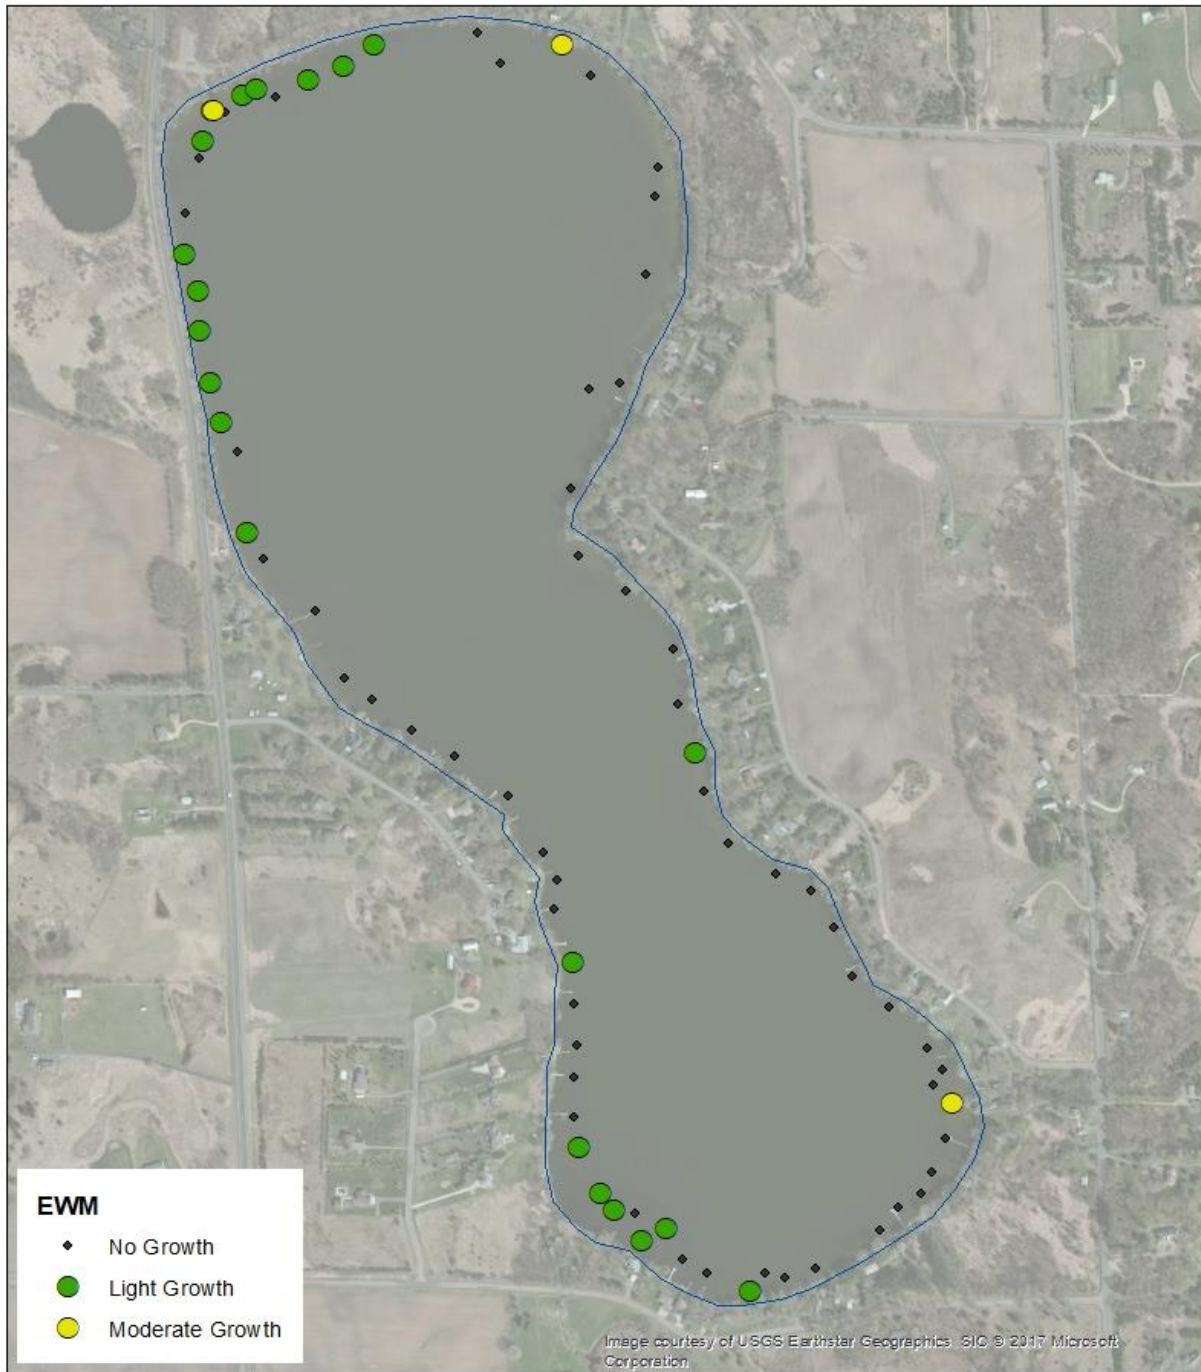 EWM
No Growth
Light Growth
Moderate Growth
Image courtesy of USGS Earthstar Geographics SIO © 2017 Microsoft
Corporation